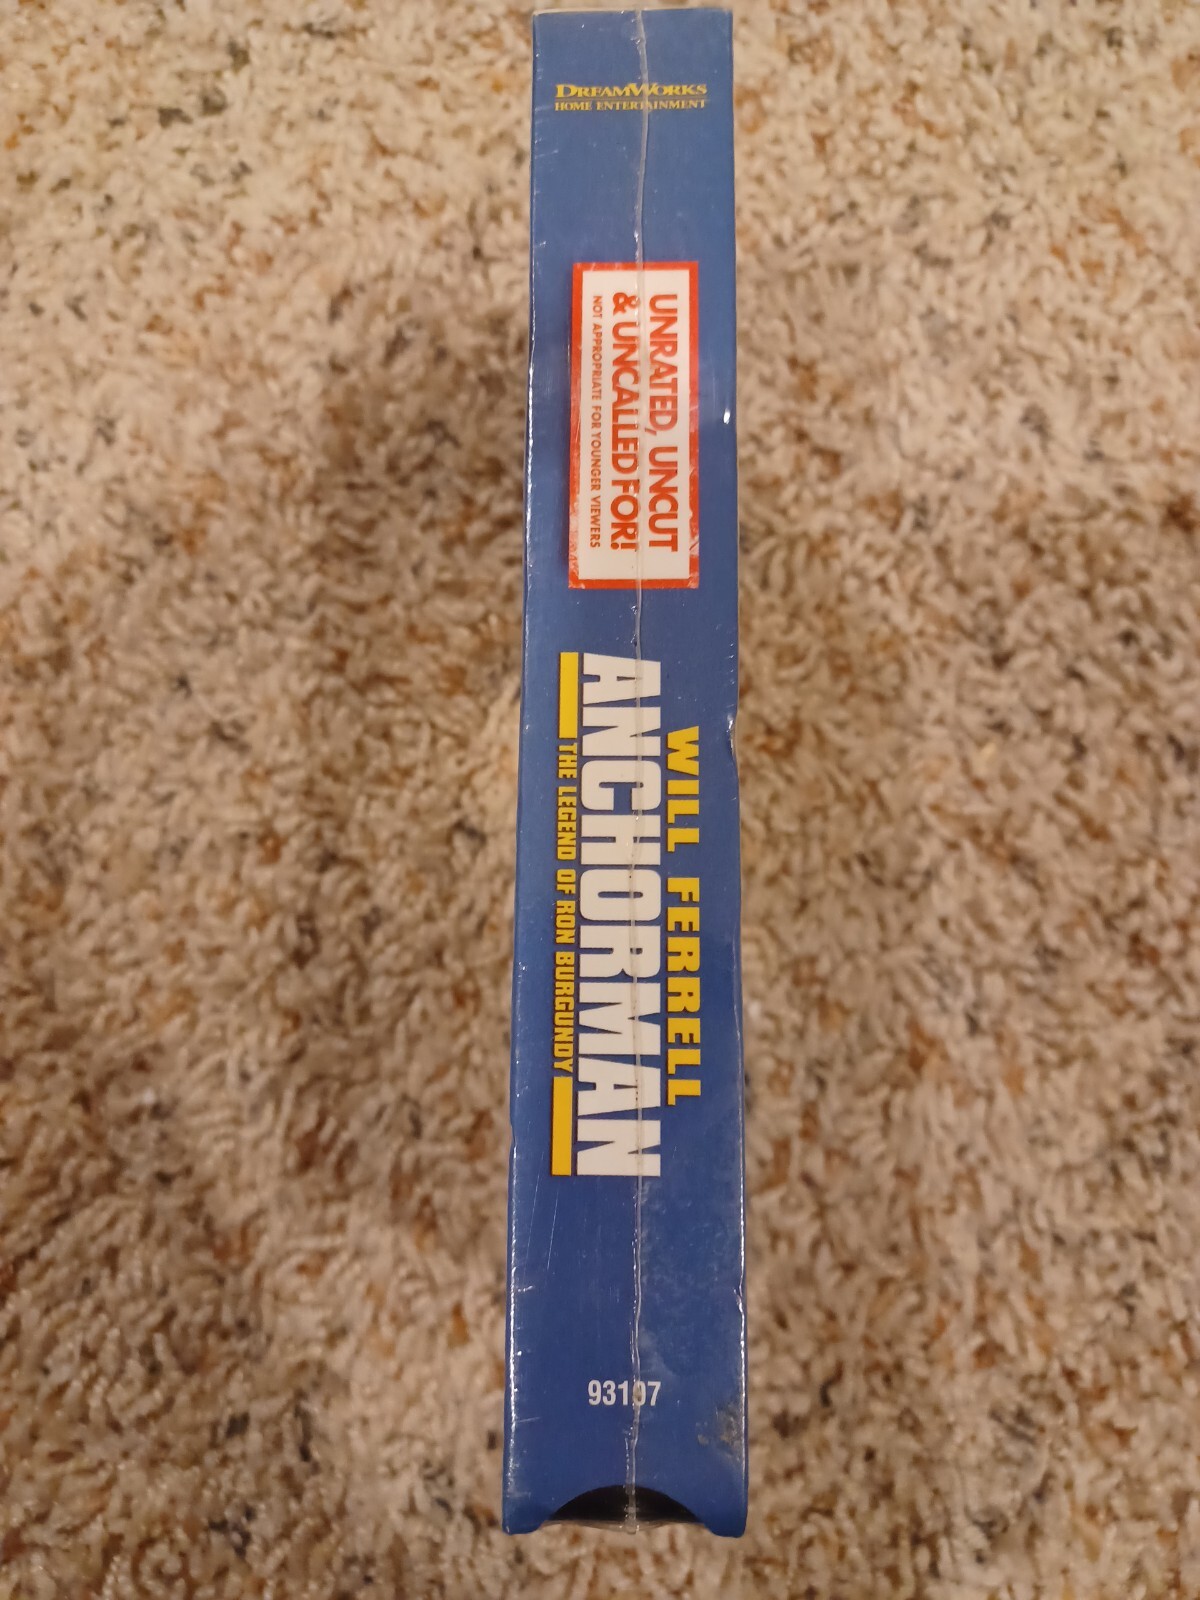 DREAMWORKS
HOME ENTERTAINMENT
UNRATED, UNCUT
& UNCALLED FOR!
NOT APPROPRIATE FOR YOUNGER VIEWERS
WILL FERRELL
ANCHORMAN
THE LEGEND OF RON BURGUNDY
93107